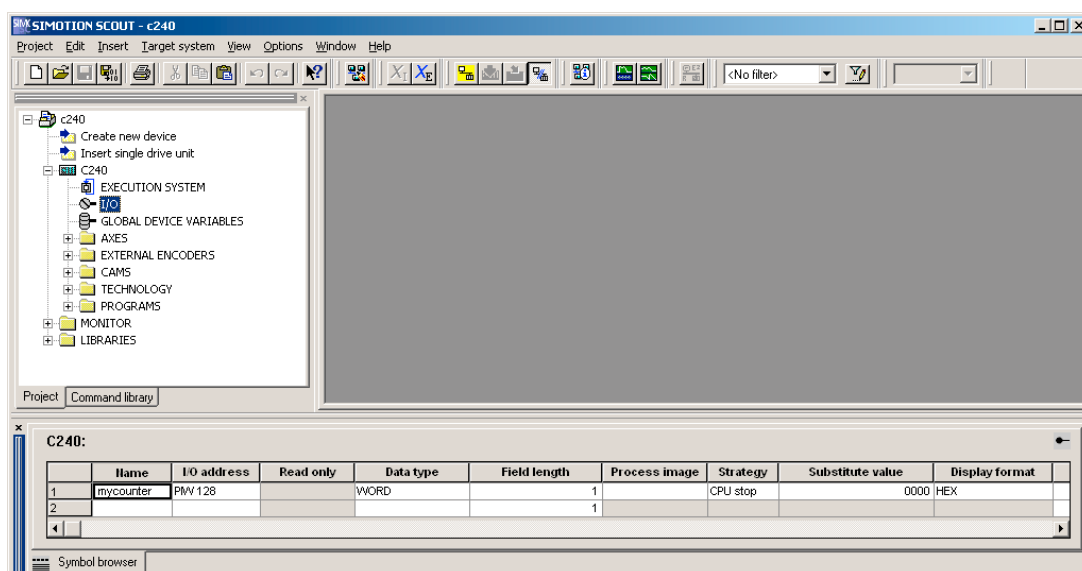 SIMOTION SCOUT - c240
Project Edit Insert Target system View Options Window Help
<No filter>
c240
Create new device
Insert single drive unit
C240
EXECUTION SYSTEM
I/O
GLOBAL DEVICE VARIABLES
AXES
EXTERNAL ENCODERS
CAMS
TECHNOLOGY
PROGRAMS
MONITOR
LIBRARIES
Project Command library
C240:
Name I/O address Read only Data type Field length Process image Strategy Substitute value Display format
1 mycounter PIW 128 WORD 1 CPU stop 0000 HEX
2 1
Symbol browser